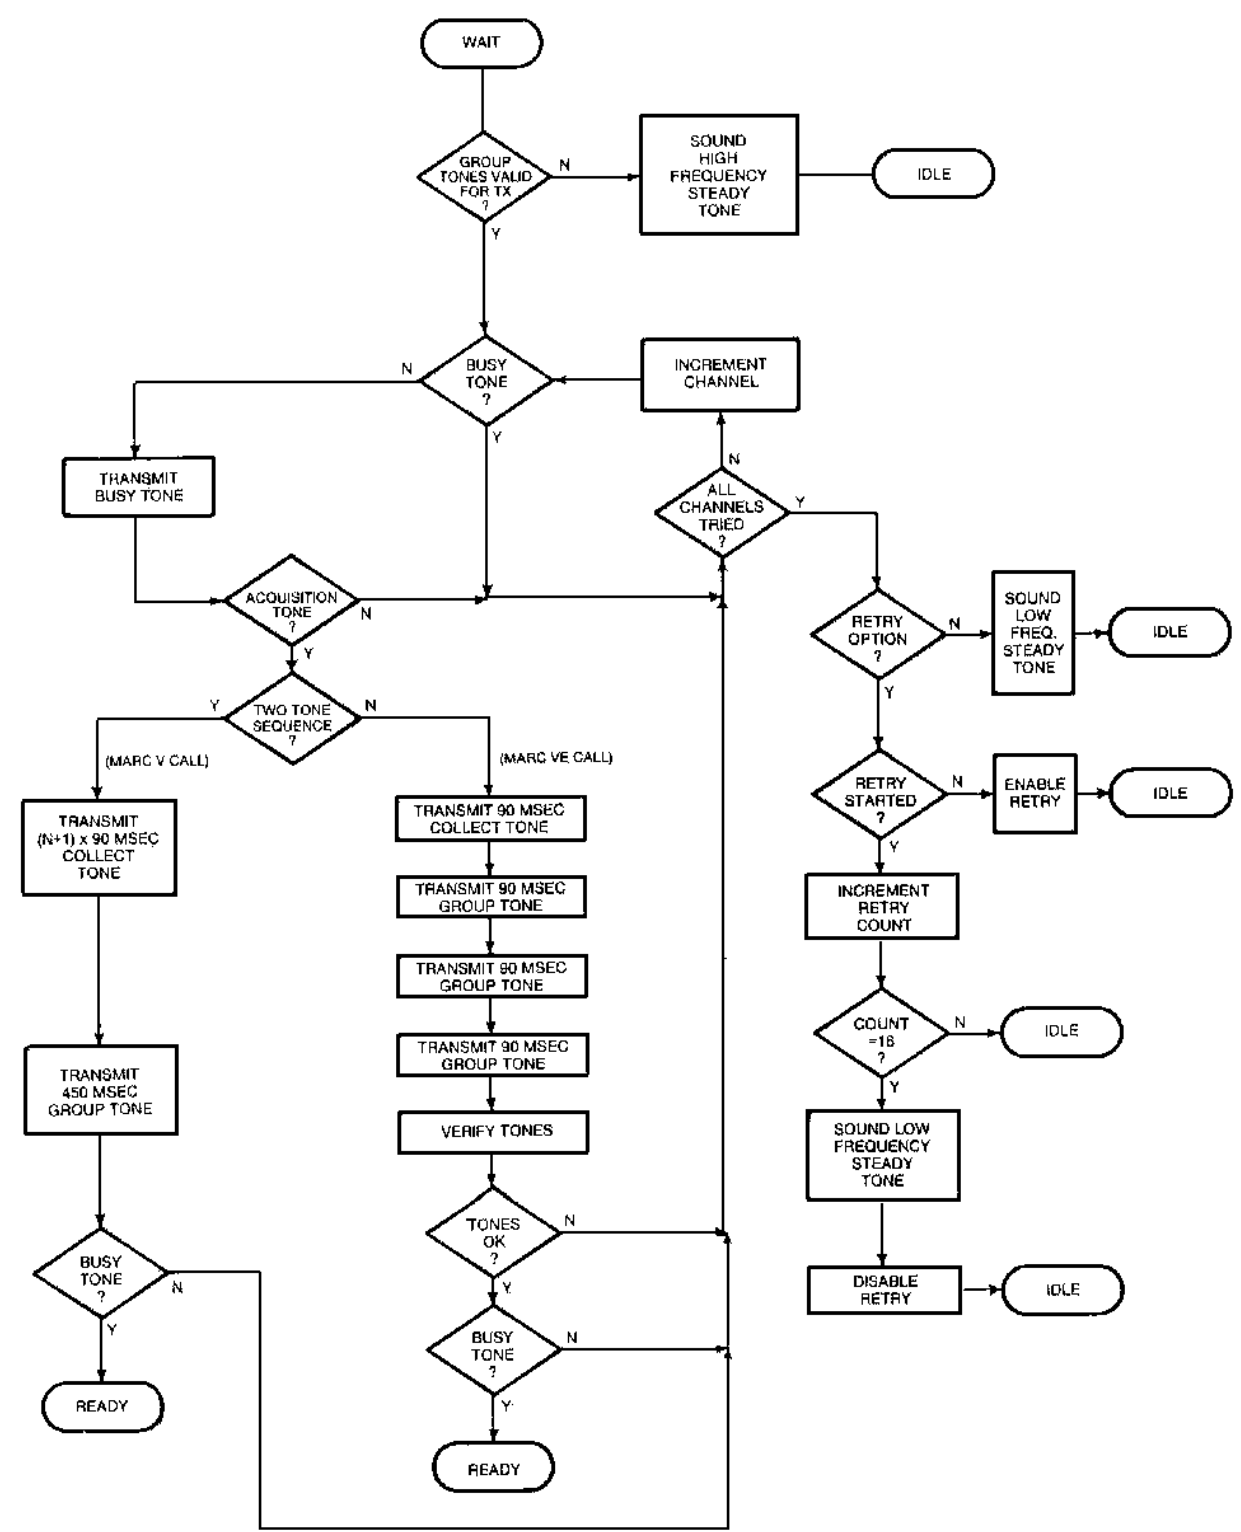 WAIT
GROUP
TONES VALID
FOR TX
?
N
Y
SOUND
HIGH
FREQUENCY
STEADY
TONE
IDLE
BUSY
TONE
?
N
Y
INCREMENT
CHANNEL
TRANSMIT
BUSY TONE
N
ALL
CHANNELS
TRIED
?
Y
ACQUISITION
TONE
?
N
Y
RETRY
OPTION
?
N
Y
SOUND
LOW
FREQ.
STEADY
TONE
IDLE
TWO TONE
SEQUENCE
?
Y
N
(MARC V CALL)
(MARC VE CALL)
RETRY
STARTED
?
N
Y
ENABLE
RETRY
IDLE
TRANSMIT
(N+1) x 90 MSEC
COLLECT
TONE
TRANSMIT 90 MSEC
COLLECT TONE
TRANSMIT 90 MSEC
GROUP TONE
TRANSMIT 90 MSEC
GROUP TONE
TRANSMIT 90 MSEC
GROUP TONE
VERIFY TONES
INCREMENT
RETRY
COUNT
COUNT
=16
?
N
Y
IDLE
TRANSMIT
450 MSEC
GROUP TONE
SOUND LOW
FREQUENCY
STEADY
TONE
TONES
OK
?
N
Y
BUSY
TONE
?
N
Y
DISABLE
RETRY
IDLE
BUSY
TONE
?
N
Y
READY
READY